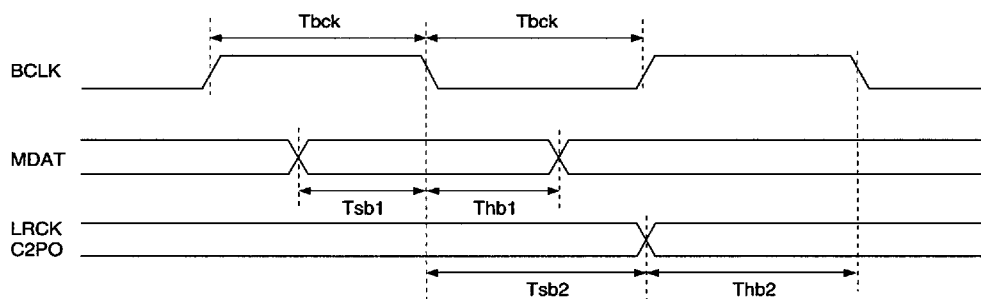 Tbck Tbck
BCLK
MDAT
Tsb1 Thb1
LRCK
C2PO
Tsb2 Thb2